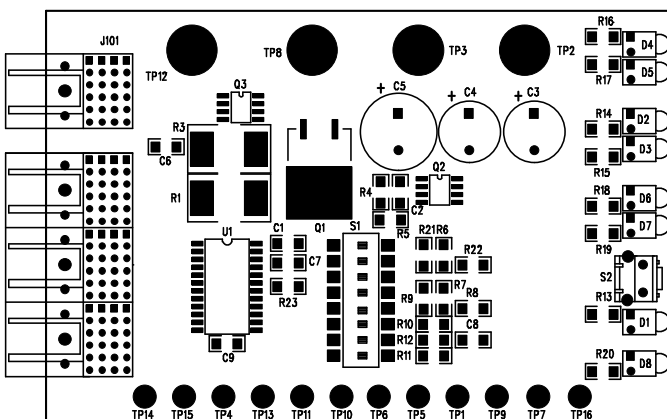 R16
J101
D4
TP12
TP8
TP3
TP2
D5
R17
Q3
C5
C4
C3
+
+
+
R14
D2
R3
D3
C6
R15
Q2
R4
R18
D6
R1
C2
D7
U1
C1
Q1
S1
R5
R21
R6
R19
R22
C7
S2
R7
R13
R23
R9
R8
R10
D1
R12
C8
C9
R11
R20
D8
TP14
TP15
TP4
TP13
TP11
TP10
TP6
TP5
TP1
TP9
TP7
TP16